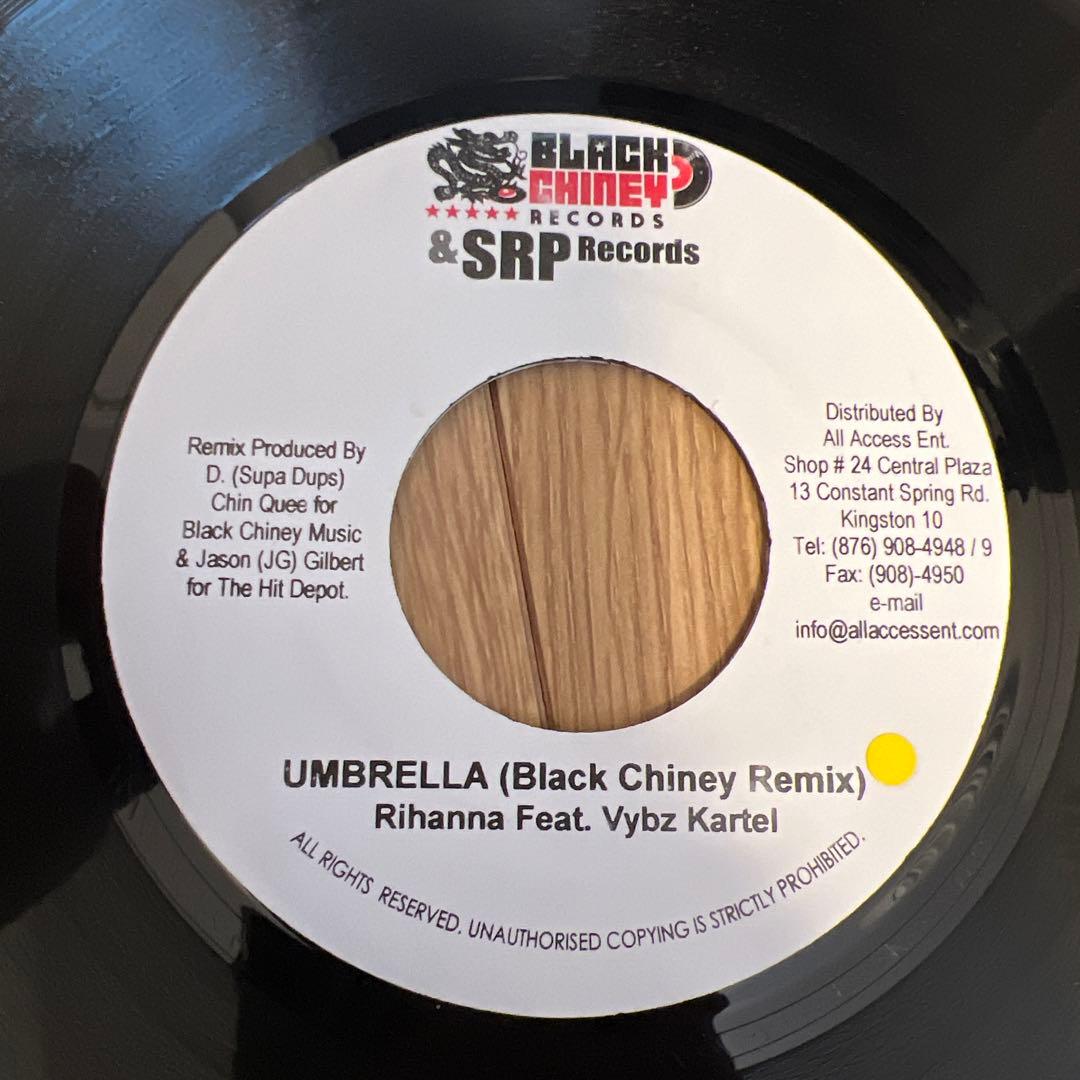 BLACK
CHINEY
RECORDS
& SRP Records
Remix Produced By
D. (Supa Dups)
Chin Quee for
Black Chiney Music
& Jason (JG) Gilbert
for The Hit Depot.
Distributed By
All Access Ent.
Shop # 24 Central Plaza
13 Constant Spring Rd.
Kingston 10
Tel: (876) 908-4948 / 9
Fax: (908)-4950
e-mail
info@allaccessent.com
UMBRELLA (Black Chiney Remix)
Rihanna Feat. Vybz Kartel
ALL RIGHTS RESERVED. UNAUTHORISED COPYING IS STRICTLY PROHIBITED.